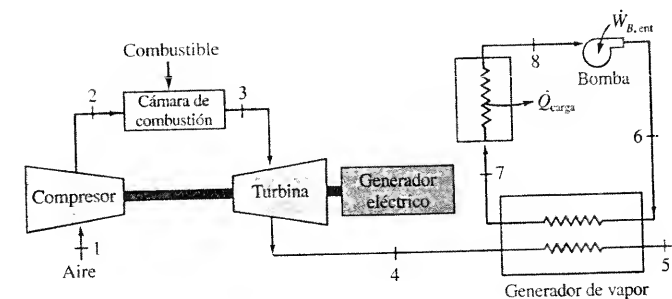 Combustible
2
Cámara de
combustión
3
Compresor
Turbina
Generador
eléctrico
1
Aire
4
8
Ẇ_B, ent
Bomba
Q̇_carga
6
7
5
Generador de vapor